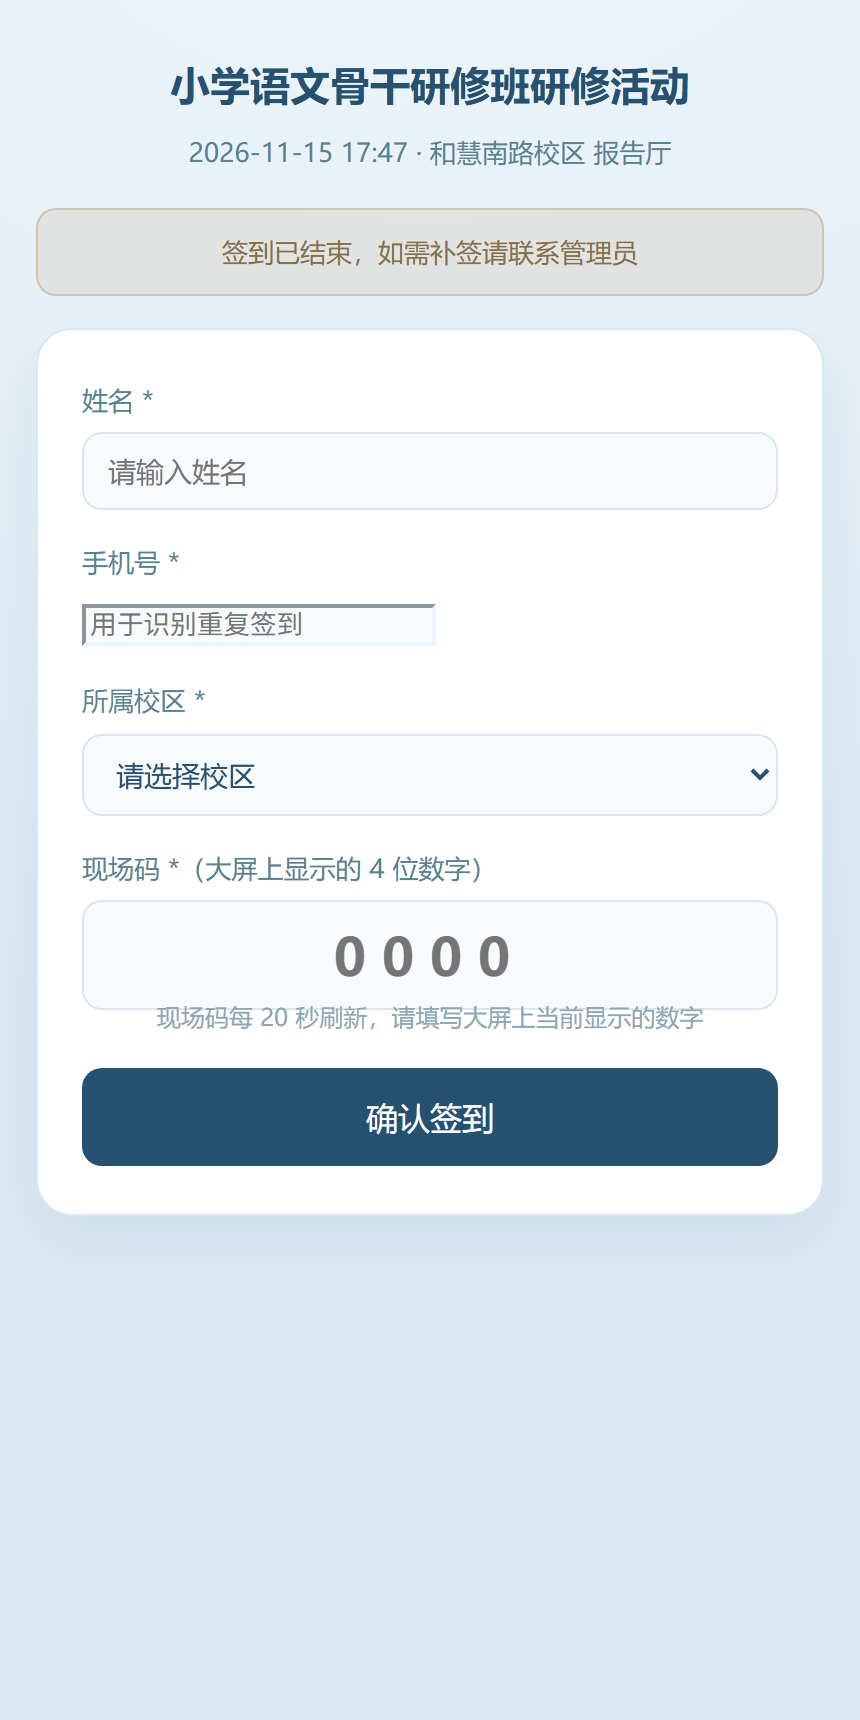 小学语文骨干研修班研修活动
2026-11-15 17:47 · 和慧南路校区 报告厅
签到已结束，如需补签请联系管理员
姓名 *
请输入姓名
手机号 *
用于识别重复签到
所属校区 *
请选择校区
现场码 *（大屏上显示的 4 位数字）
0000
现场码每 20 秒刷新，请填写大屏上当前显示的数字
确认签到